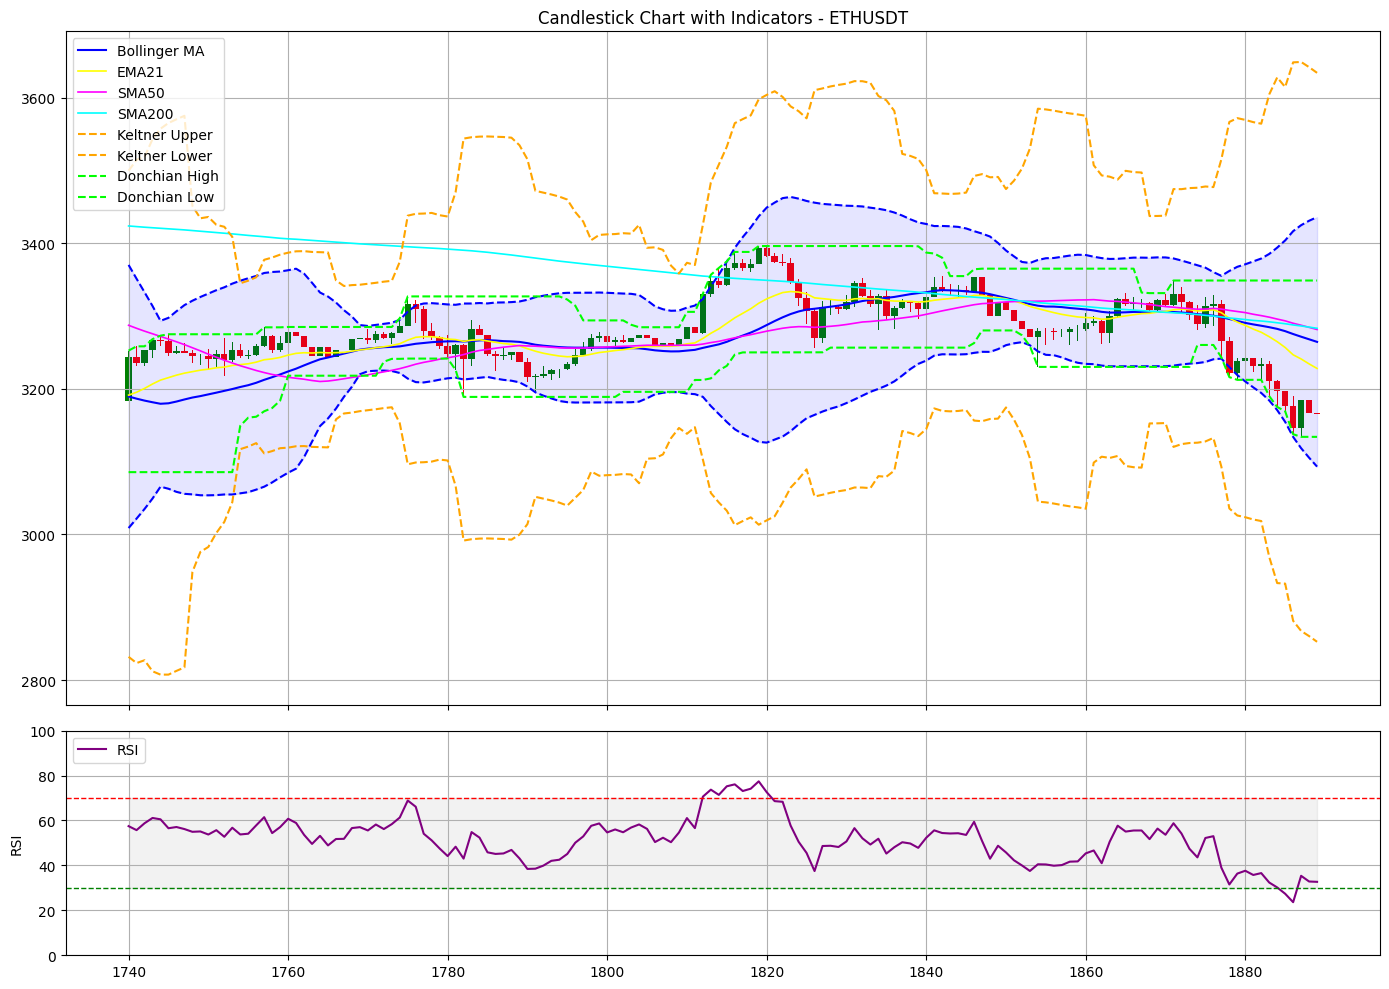 Candlestick Chart with Indicators - ETHUSDT
Bollinger MA
EMA21
SMA50
SMA200
Keltner Upper
Keltner Lower
Donchian High
Donchian Low
3600
3400
3200
3000
2800
RSI
100
80
60
40
20
0
RSI
1740 1760 1780 1800 1820 1840 1860 1880